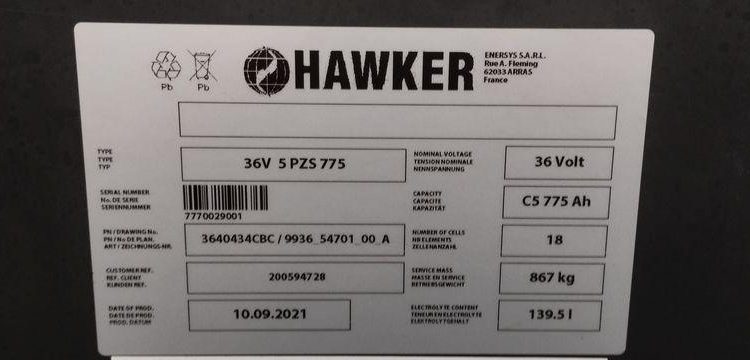 Pb Pb
HAWKER
ENERSYS S.A.R.L.
Rue A. Fleming
62033 ARRAS
France
TYPE
TYPE
TYP
36V 5 PZS 775
NOMINAL VOLTAGE
TENSION NOMINALE
NENNSPANNUNG
36 Volt
SERIAL NUMBER
No. DE SERIE
SERIENNUMMER
7770029001
CAPACITY
CAPACITE
KAPAZITÄT
C5 775 Ah
PN / DRAWING No.
PN / No DE PLAN.
ART / ZEICHNUNGS-NR.
3640434CBC / 9936_54701_00_A
NUMBER OF CELLS
NB ELEMENTS
ZELLENANZAHL
18
CUSTOMER REF.
REF. CLIENT
KUNDEN REF.
200594728
SERVICE MASS
MASSE EN SERVICE
BETRIEBSGEWICHT
867 kg
DATE OF PROD.
DATE DE PROD.
PROD. DATUM
10.09.2021
ELECTROLYTE CONTENT
TENEUR EN ELECTROLYTE
ELEKTROLYTGEHALT
139.5 l